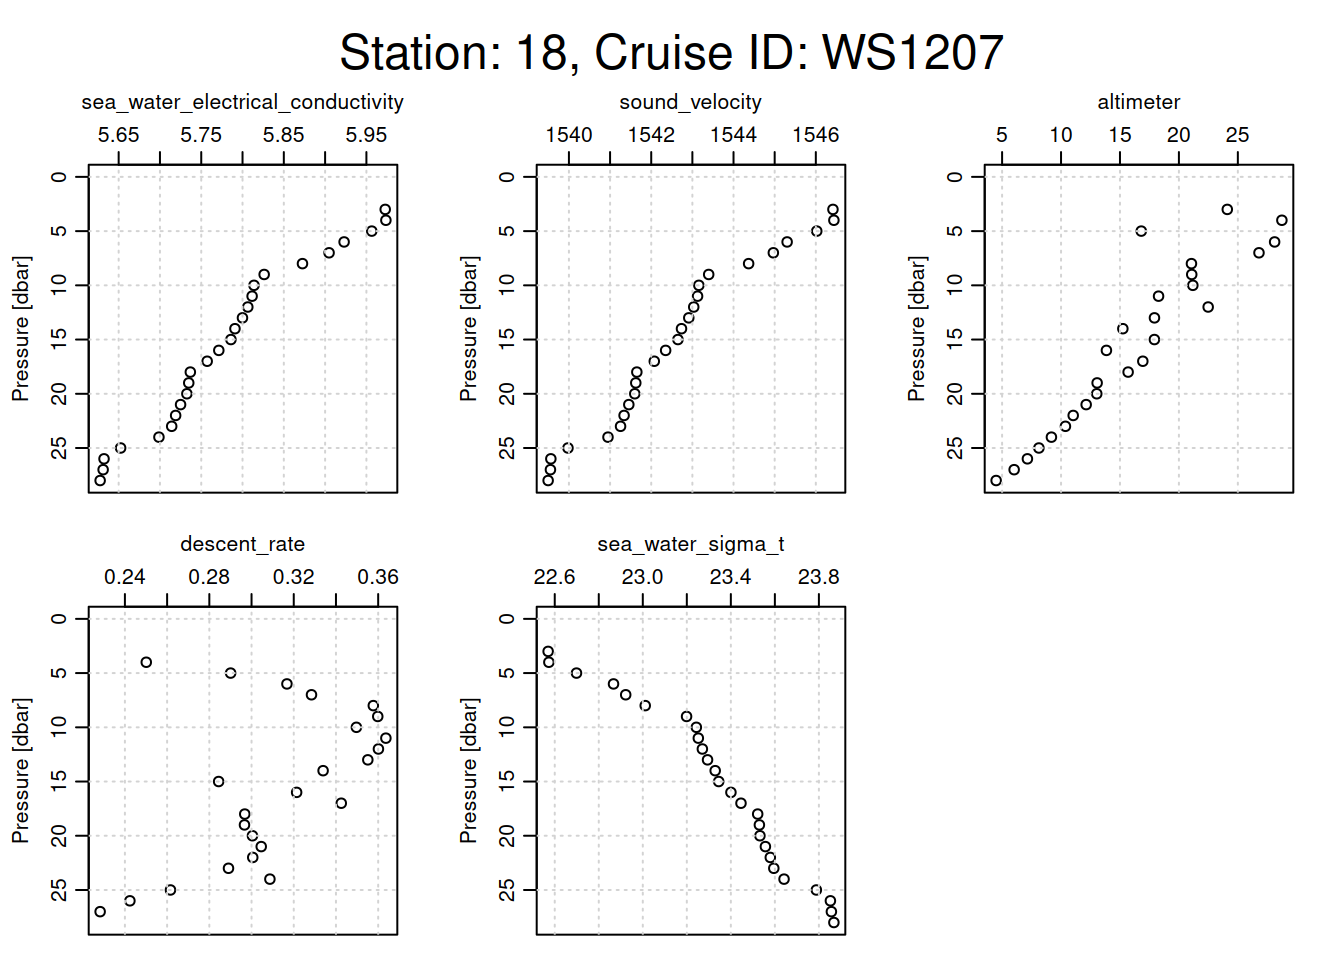 Station: 18, Cruise ID: WS1207
sea_water_electrical_conductivity
5.65 5.75 5.85 5.95
Pressure [dbar]
0 5 10 15 20 25
sound_velocity
1540 1542 1544 1546
Pressure [dbar]
0 5 10 15 20 25
altimeter
5 10 15 20 25
Pressure [dbar]
0 5 10 15 20 25
descent_rate
0.24 0.28 0.32 0.36
Pressure [dbar]
0 5 10 15 20 25
sea_water_sigma_t
22.6 23.0 23.4 23.8
Pressure [dbar]
0 5 10 15 20 25